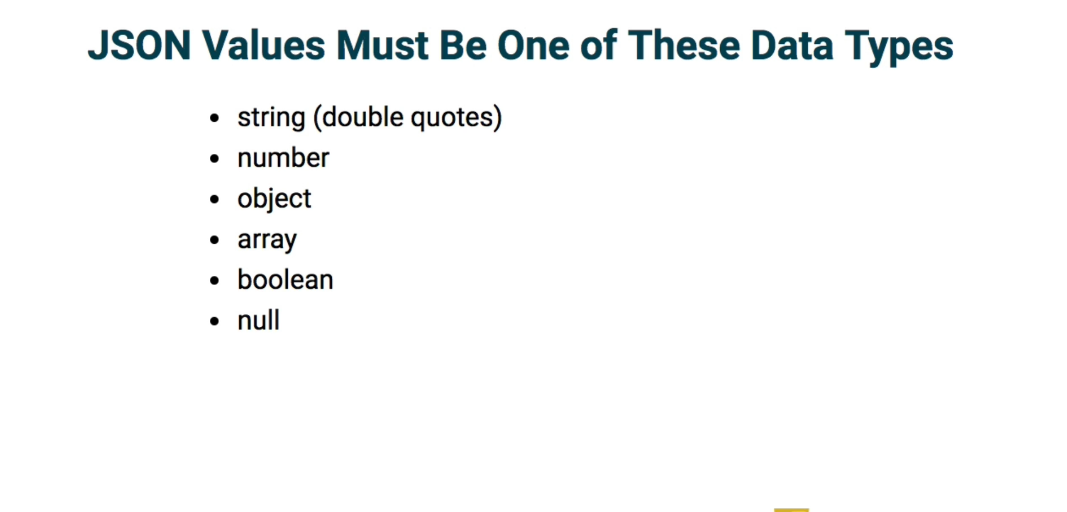 JSON Values Must Be One of These Data Types
• string (double quotes)
• number
• object
• array
• boolean
• null